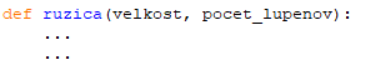 def ruzica(velkost, pocet_lupenov):
    ...
    ...